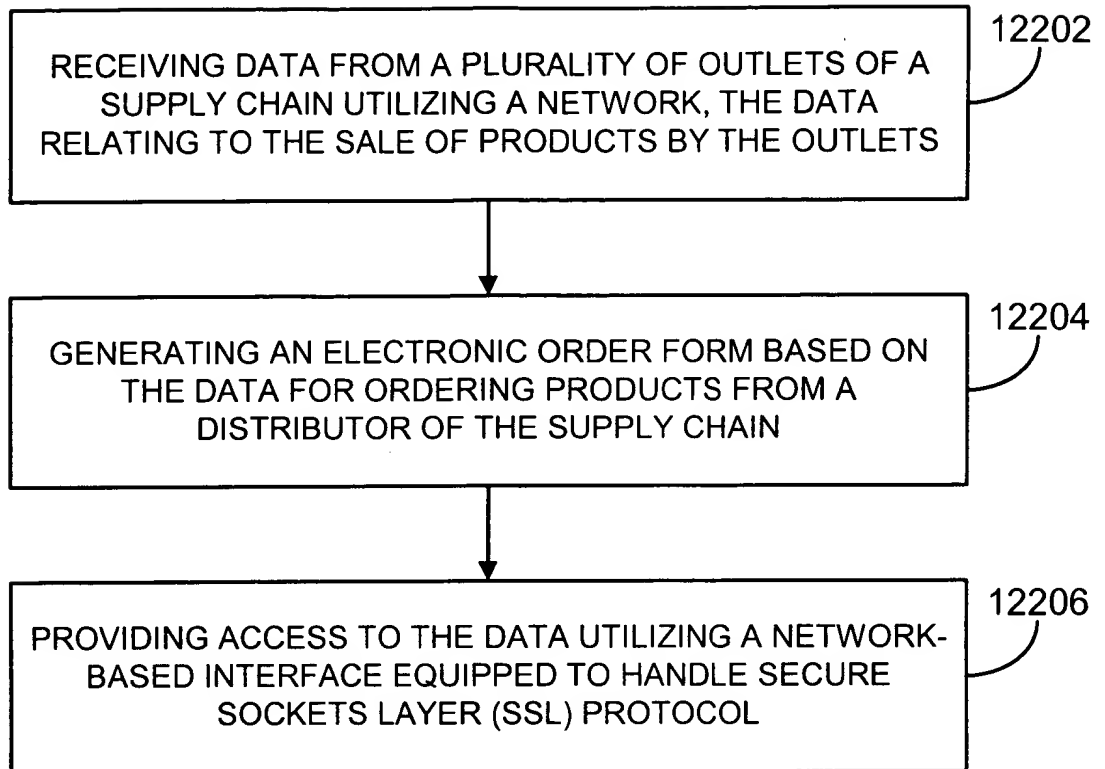 12202
RECEIVING DATA FROM A PLURALITY OF OUTLETS OF A
SUPPLY CHAIN UTILIZING A NETWORK, THE DATA
RELATING TO THE SALE OF PRODUCTS BY THE OUTLETS
12204
GENERATING AN ELECTRONIC ORDER FORM BASED ON
THE DATA FOR ORDERING PRODUCTS FROM A
DISTRIBUTOR OF THE SUPPLY CHAIN
12206
PROVIDING ACCESS TO THE DATA UTILIZING A NETWORK-
BASED INTERFACE EQUIPPED TO HANDLE SECURE
SOCKETS LAYER (SSL) PROTOCOL